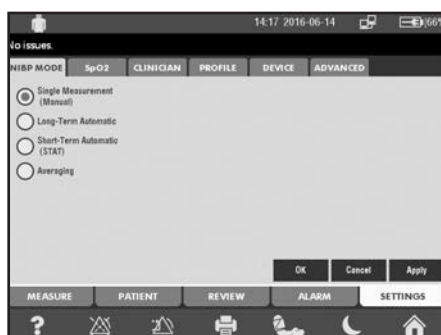 14:17 2016-06-14 66%
No issues.
NIBP MODE SpO2 CLINICIAN PROFILE DEVICE ADVANCED
Single Measurement
(Manual)
Long-Term Automatic
Short-Term Automatic
(STAT)
Averaging
OK Cancel Apply
MEASURE PATIENT REVIEW ALARM SETTINGS
?